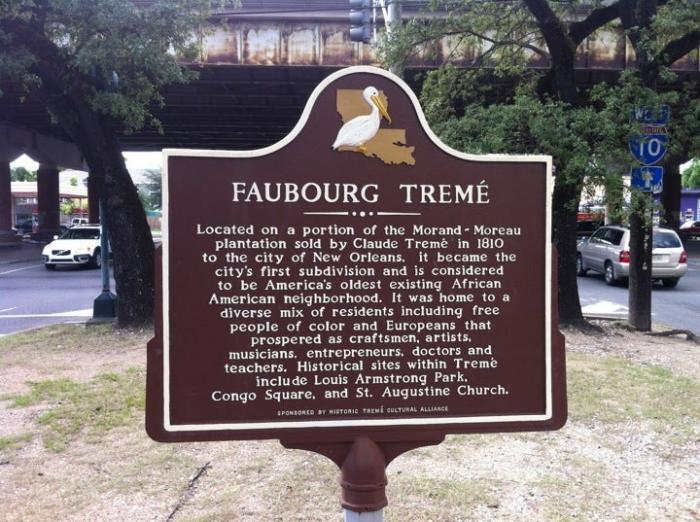 FAUBOURG TREMÉ
Located on a portion of the Morand-Moreau
plantation sold by Claude Tremé in 1810
to the city of New Orleans, it became the
city's first subdivision and is considered
to be America's oldest existing African
American neighborhood. It was home to a
diverse mix of residents including free
people of color and Europeans that
prospered as craftsmen, artists,
musicians, entrepreneurs, doctors and
teachers. Historical sites within Tremé
include Louis Armstrong Park,
Congo Square, and St. Augustine Church.
SPONSORED BY HISTORIC TREMÉ CULTURAL ALLIANCE
WEST
10